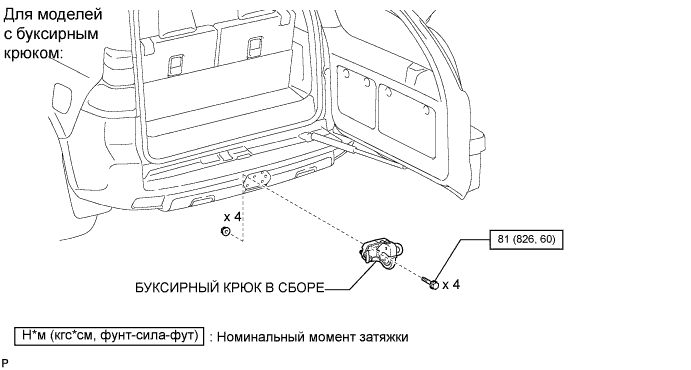 Для моделей
с буксирным
крюком:
x 4
81 (826, 60)
x 4
БУКСИРНЫЙ КРЮК В СБОРЕ
Н*м (кгс*см, фунт-сила-фут) : Номинальный момент затяжки
P